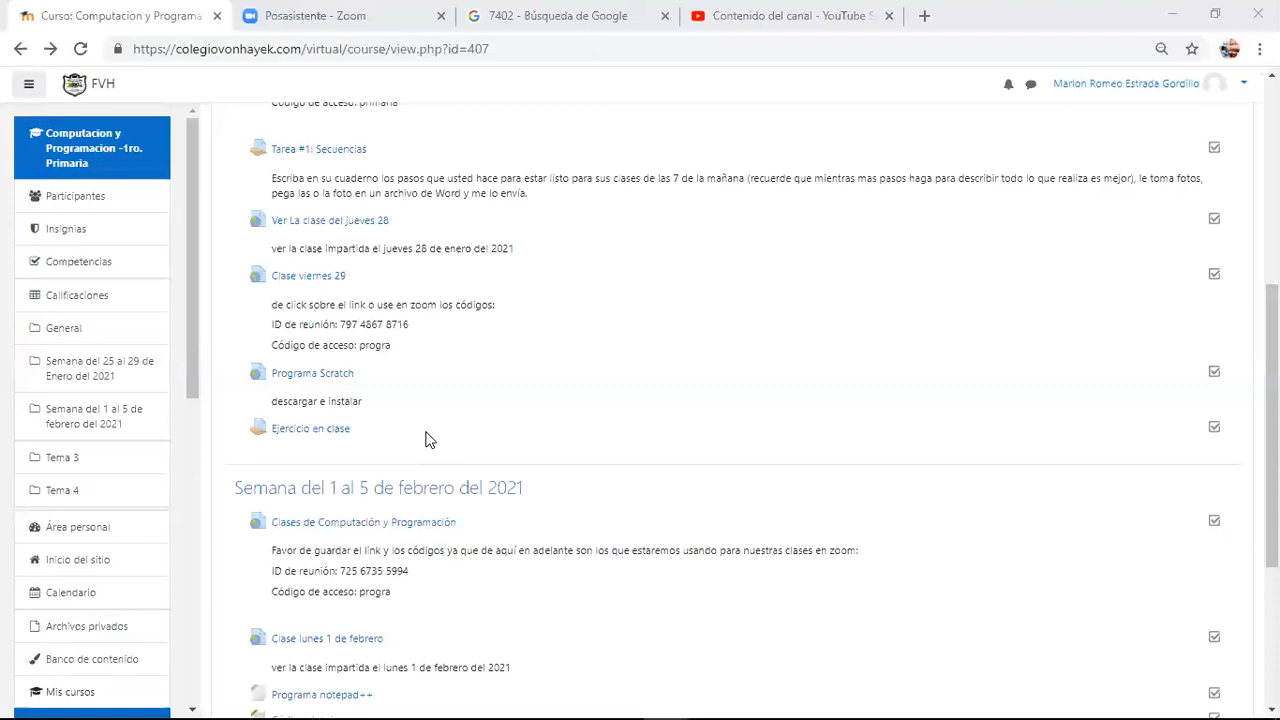 Curso: Computacion y Programa
Posasistente - Zoom
7402 - Búsqueda de Google
Contenido del canal - YouTube S
https://colegiovonhayek.com/virtual/course/view.php?id=407
FVH
Marlon Romeo Estrada Gordillo
Computacion y
Programacion -1ro.
Primaria
Participantes
Insignias
Competencias
Calificaciones
General
Semana del 25 al 29 de
Enero del 2021
Semana del 1 al 5 de
febrero del 2021
Tema 3
Tema 4
Área personal
Inicio del sitio
Calendario
Archivos privados
Banco de contenido
Mis cursos
Código de acceso: primaria
Tarea #1: Secuencias
Escriba en su cuaderno los pasos que usted hace para estar listo para sus clases de las 7 de la mañana (recuerde que mientras mas pasos haga para describir todo lo que realiza es mejor), le toma fotos,
pega las o la foto en un archivo de Word y me lo envía.
Ver La clase del jueves 28
ver la clase impartida el jueves 28 de enero del 2021
Clase viernes 29
de click sobre el link o use en zoom los códigos:
ID de reunión: 797 4867 8716
Código de acceso: progra
Programa Scratch
descargar e instalar
Ejercicio en clase
Semana del 1 al 5 de febrero del 2021
Clases de Computación y Programación
Favor de guardar el link y los códigos ya que de aquí en adelante son los que estaremos usando para nuestras clases en zoom:
ID de reunión: 725 6735 5994
Código de acceso: progra
Clase lunes 1 de febrero
ver la clase impartida el lunes 1 de febrero del 2021
Programa notepad++